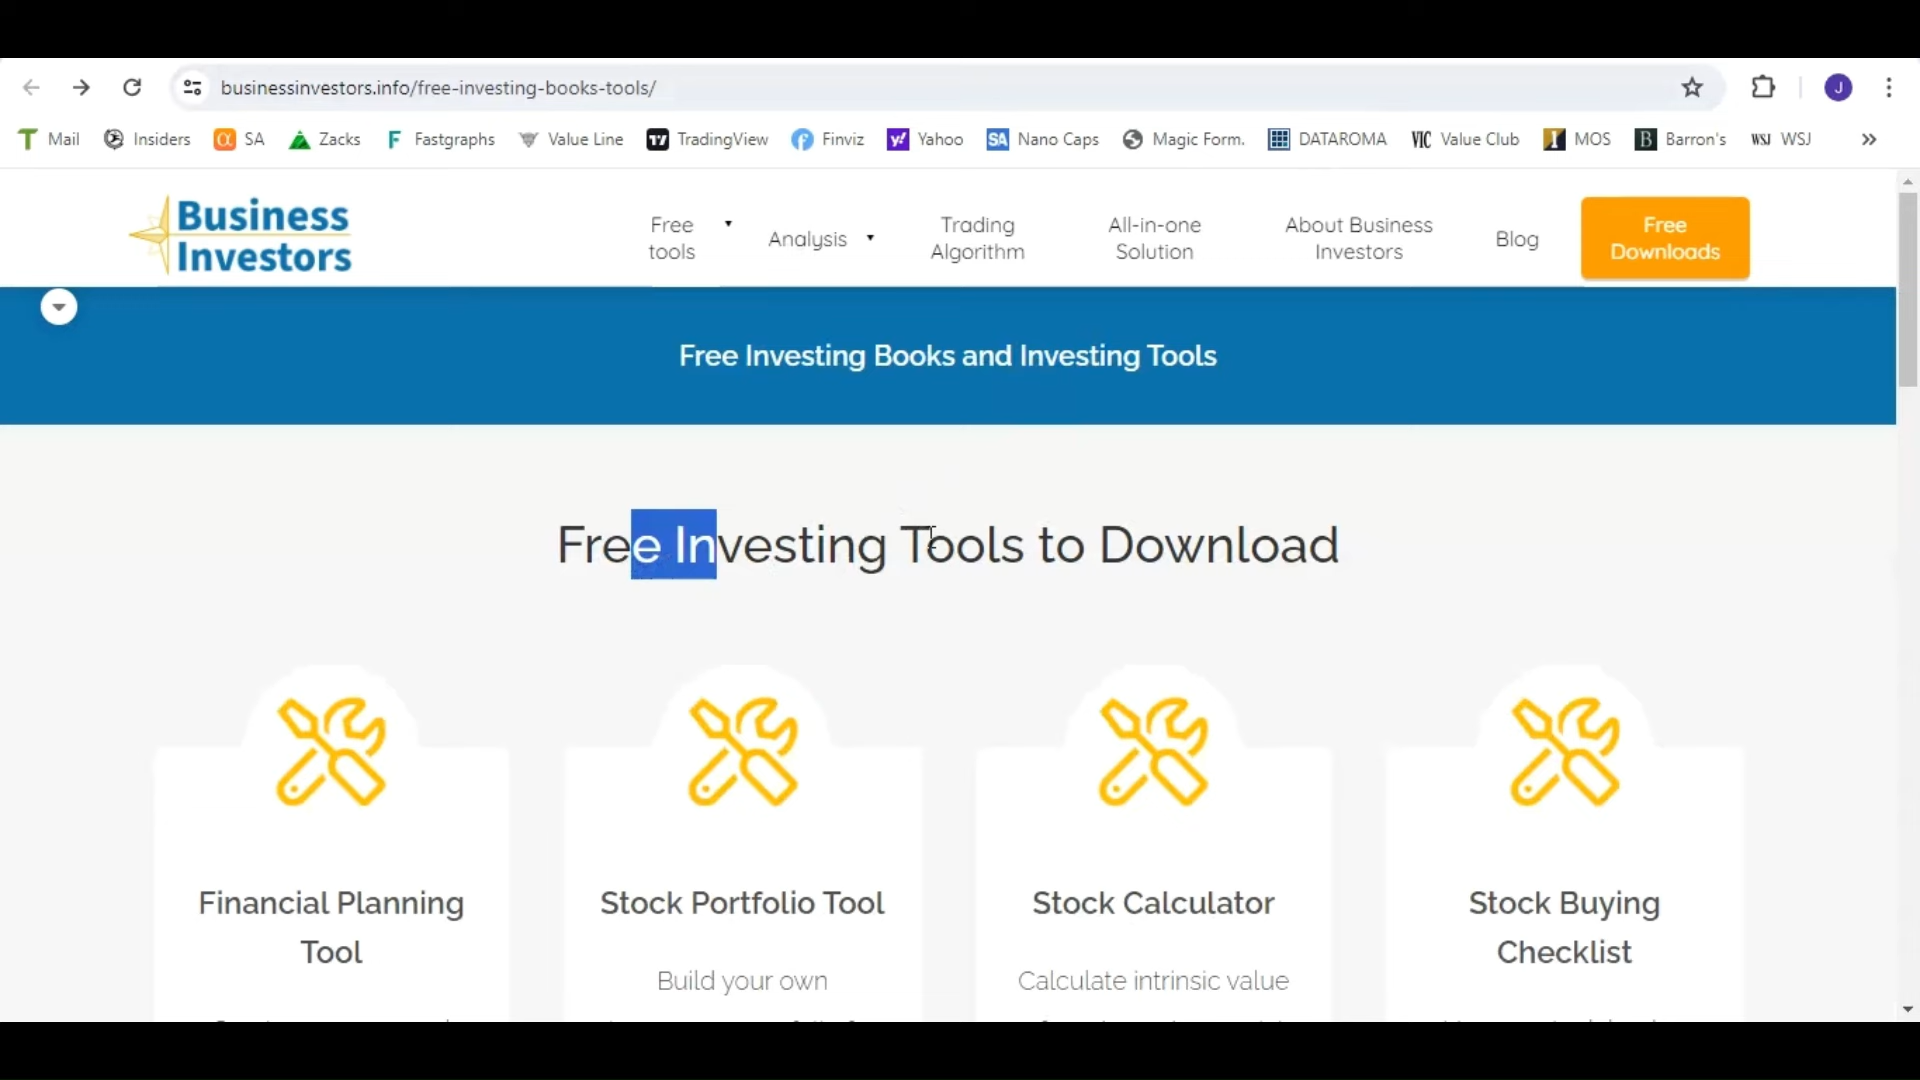 businessinvestors.info/free-investing-books-tools/
J
Mail Insiders SA Zacks Fastgraphs Value Line TradingView Finviz Yahoo SA Nano Caps Magic Form. DATAROMA VIC Value Club MOS B Barron's WSJ WSJ
Business
Investors
Free
tools
Analysis
Trading
Algorithm
All-in-one
Solution
About Business
Investors
Blog
Free
Downloads
Free Investing Books and Investing Tools
Free Investing Tools to Download
Financial Planning
Tool
Stock Portfolio Tool
Build your own
Stock Calculator
Calculate intrinsic value
Stock Buying
Checklist